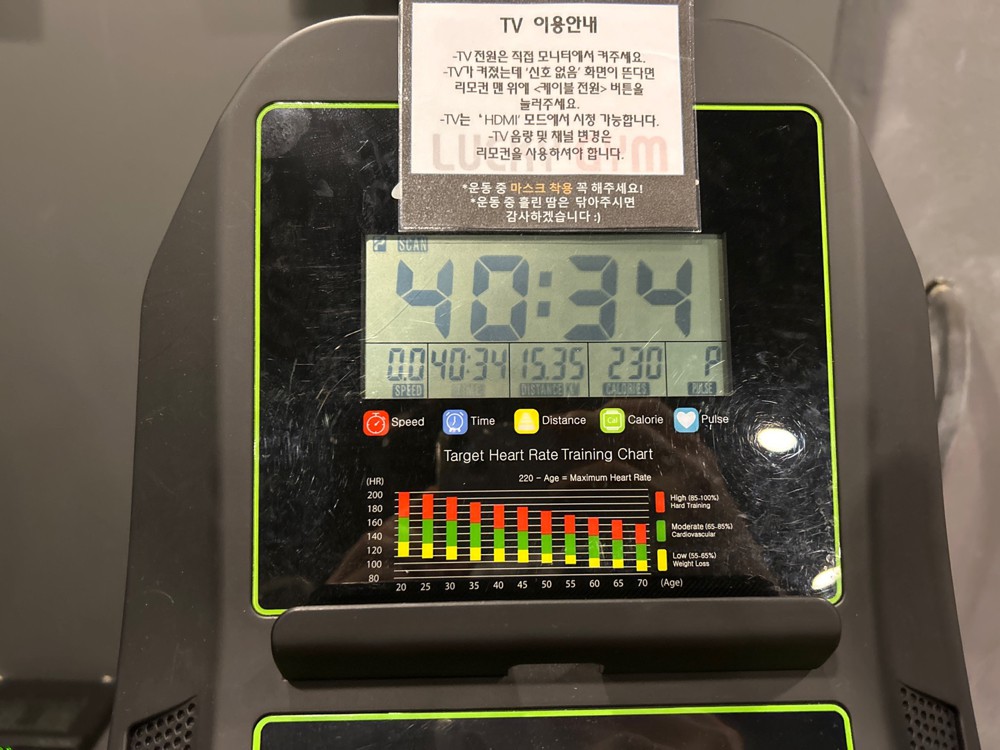 TV 이용안내
-TV 전원은 직접 모니터에서 켜주세요.
-TV가 켜졌는데 '신호 없음' 화면이 뜬다면
리모컨 맨 위에 <케이블 전원> 버튼을
눌러주세요.
-TV는 'HDMI' 모드에서 시청 가능합니다.
-TV 음량 및 채널 변경은
리모컨을 사용하셔야 합니다.
*운동 중 마스크 착용 꼭 해주세요!
*운동 중 흘린 땀은 닦아주시면
감사하겠습니다 :)
P SCAN
40:34
0.0 40:34 15.35 230 P
SPEED DISTANCE CALORIES PULSE
Speed Time Distance Calorie Pulse
Target Heart Rate Training Chart
220 - Age = Maximum Heart Rate
(HR)
200
180
160
140
120
100
80
20 25 30 35 40 45 50 55 60 65 70 (Age)
High (85-100%)
Hard Training
Moderate (65-85%)
Cardiovascular
Low (55-65%)
Weight Loss